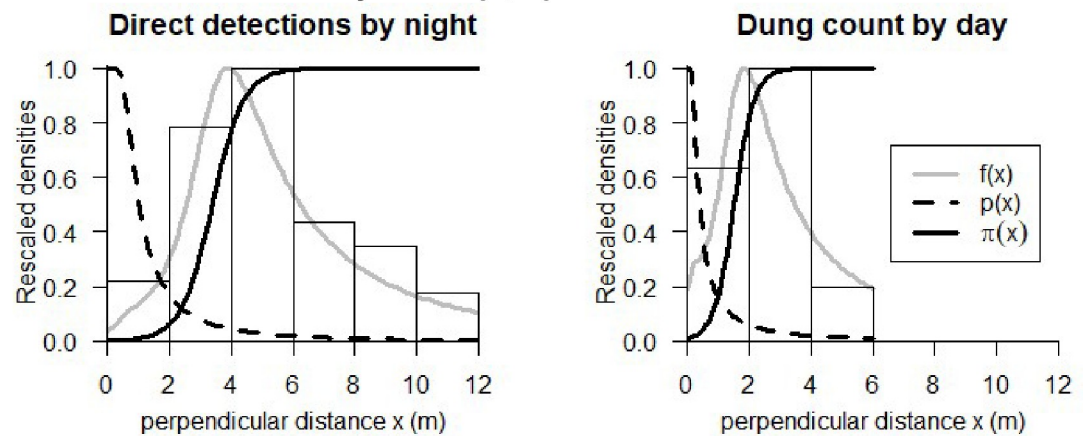 Direct detections by night
Rescaled densities
1.0
0.8
0.6
0.4
0.2
0.0
0 2 4 6 8 10 12
perpendicular distance x (m)
Dung count by day
Rescaled densities
1.0
0.8
0.6
0.4
0.2
0.0
0 2 4 6 8 10 12
perpendicular distance x (m)
f(x)
p(x)
π(x)